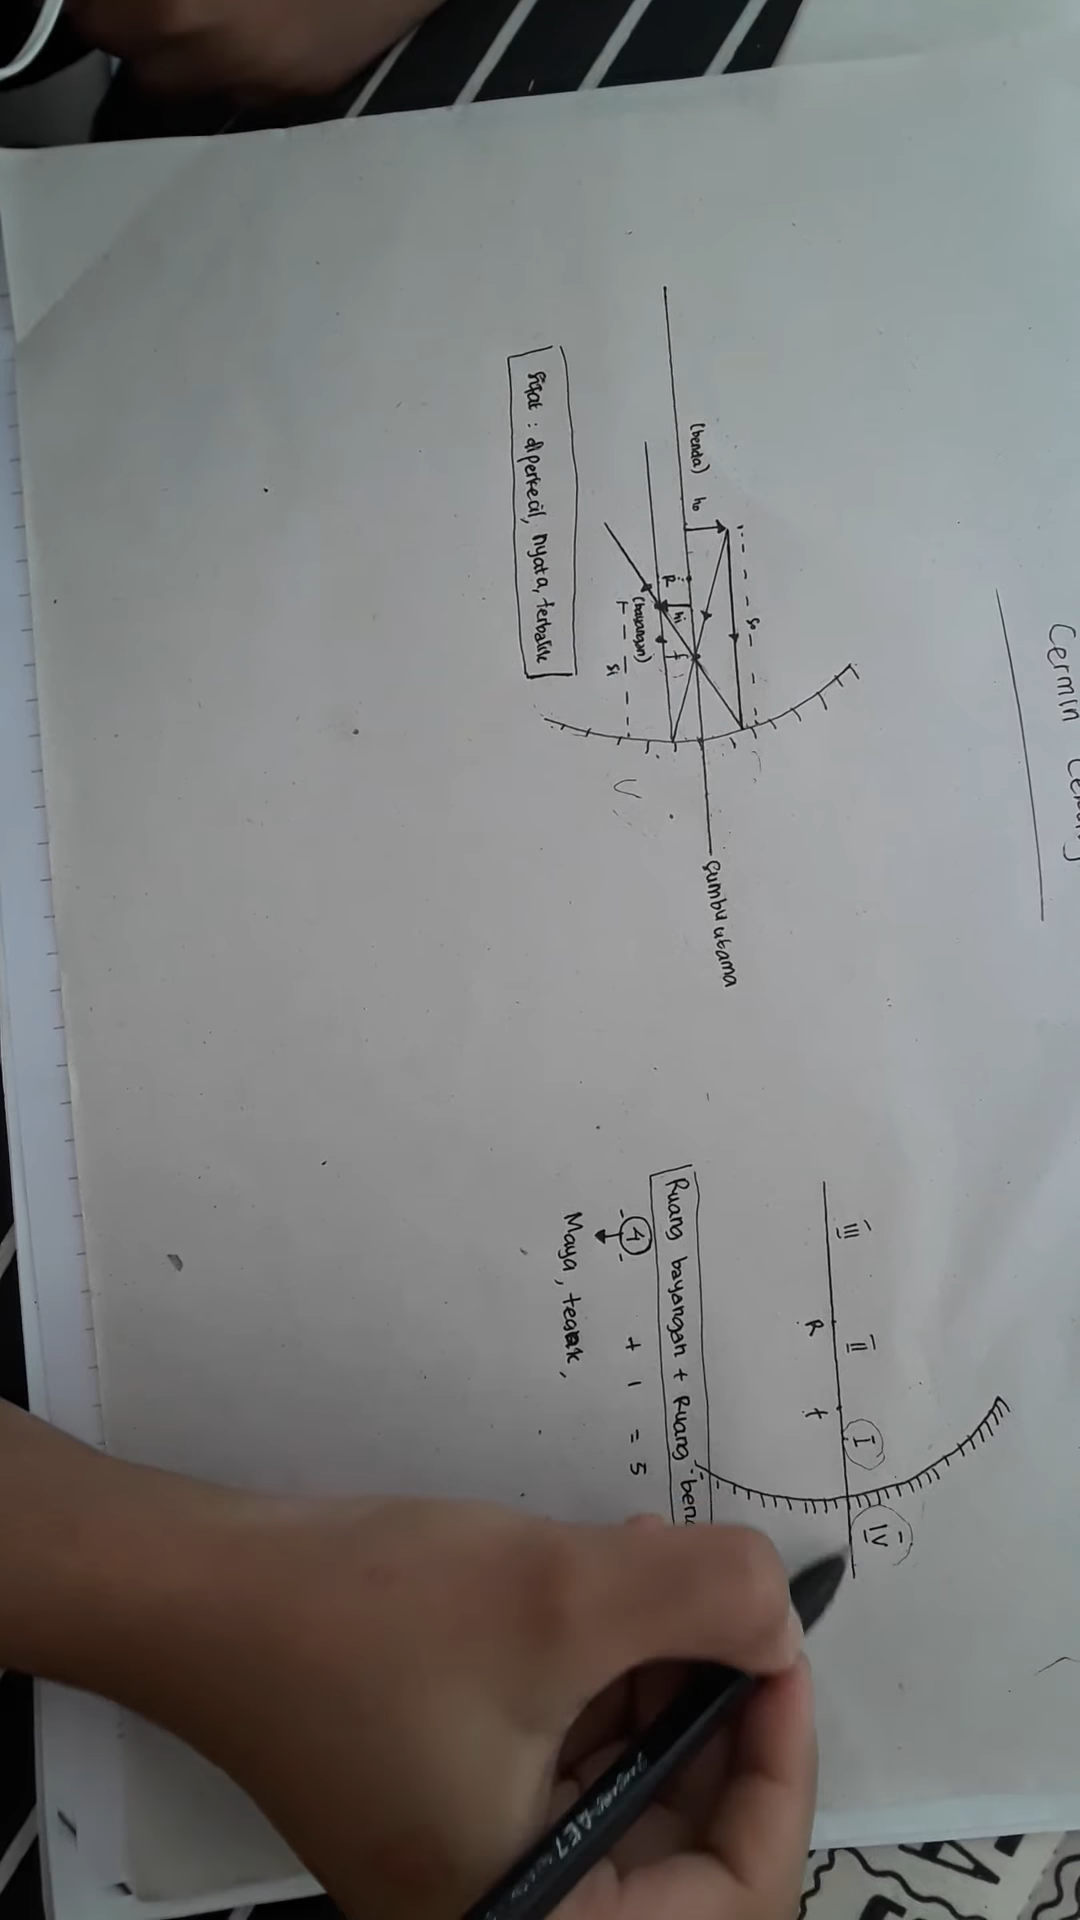 Cermin
sumbu utama
(benda) ho
so
R
hi
f
(bayangan)
si
sifat : diperkecil, nyata, terbalik
III
II
I
IV
R
f
Ruang bayangan + Ruang
4 + 1 = 5
Maya, tegak,